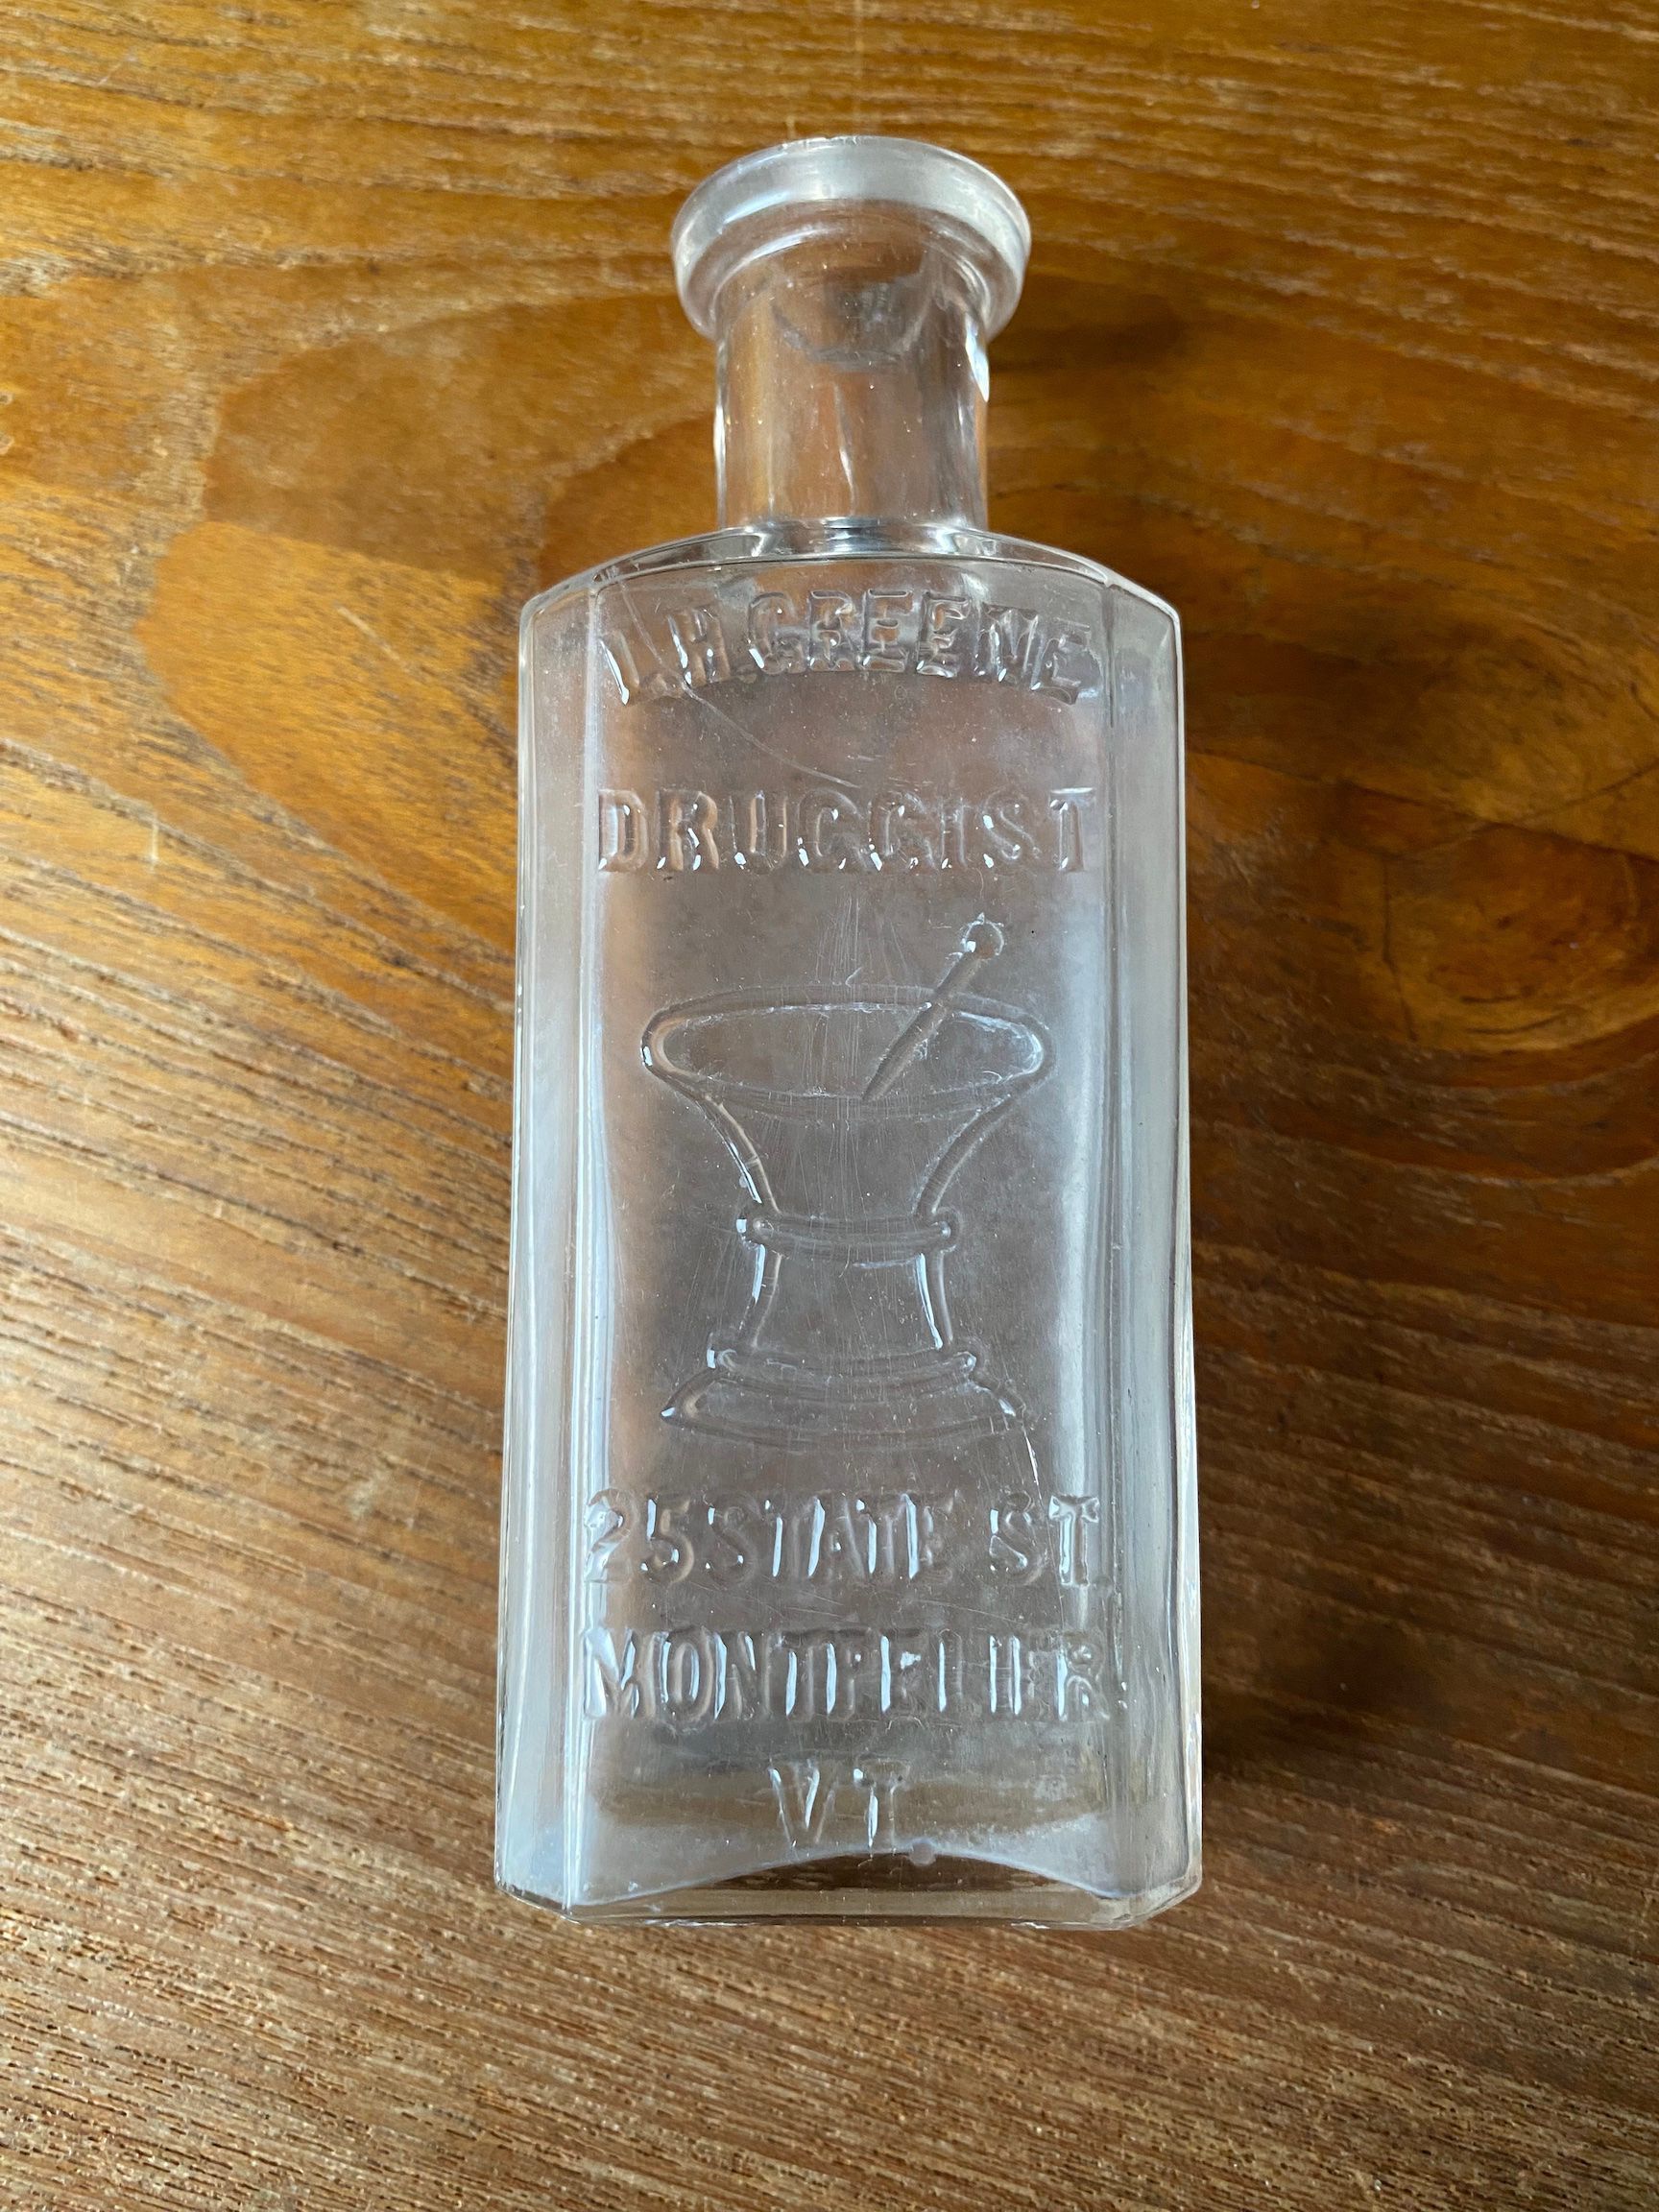 L.H.GREENE
DRUGGIST
25 STATE ST.
MONTPELIER
VT